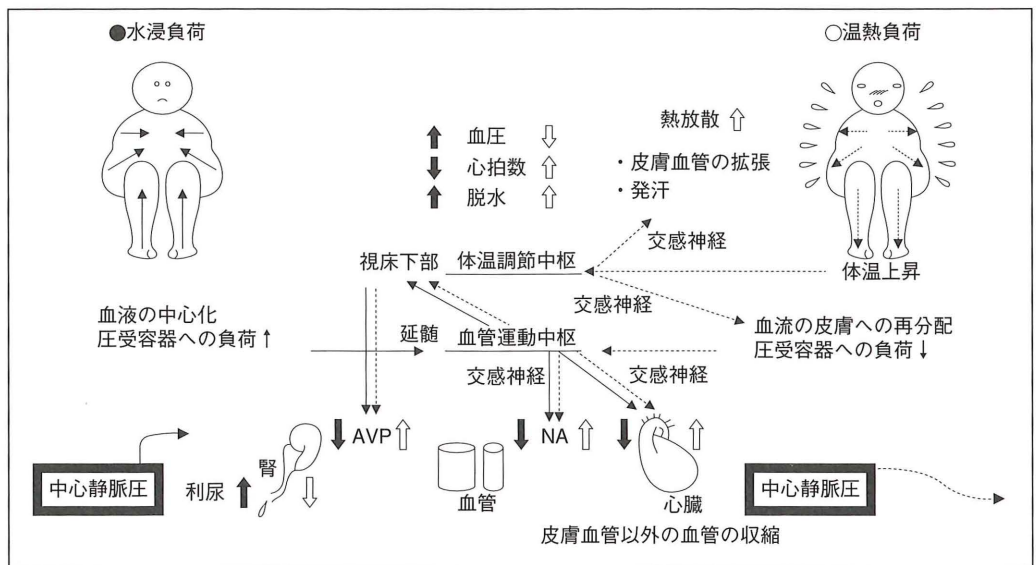 ●水浸負荷
○温熱負荷
血圧
心拍数
脱水
熱放散
・皮膚血管の拡張
・発汗
交感神経
視床下部
体温調節中枢
体温上昇
交感神経
血液の中心化
圧受容器への負荷↑
血流の皮膚への再分配
圧受容器への負荷↓
延髄
血管運動中枢
交感神経
交感神経
AVP
NA
腎
利尿
血管
心臓
中心静脈圧
中心静脈圧
皮膚血管以外の血管の収縮